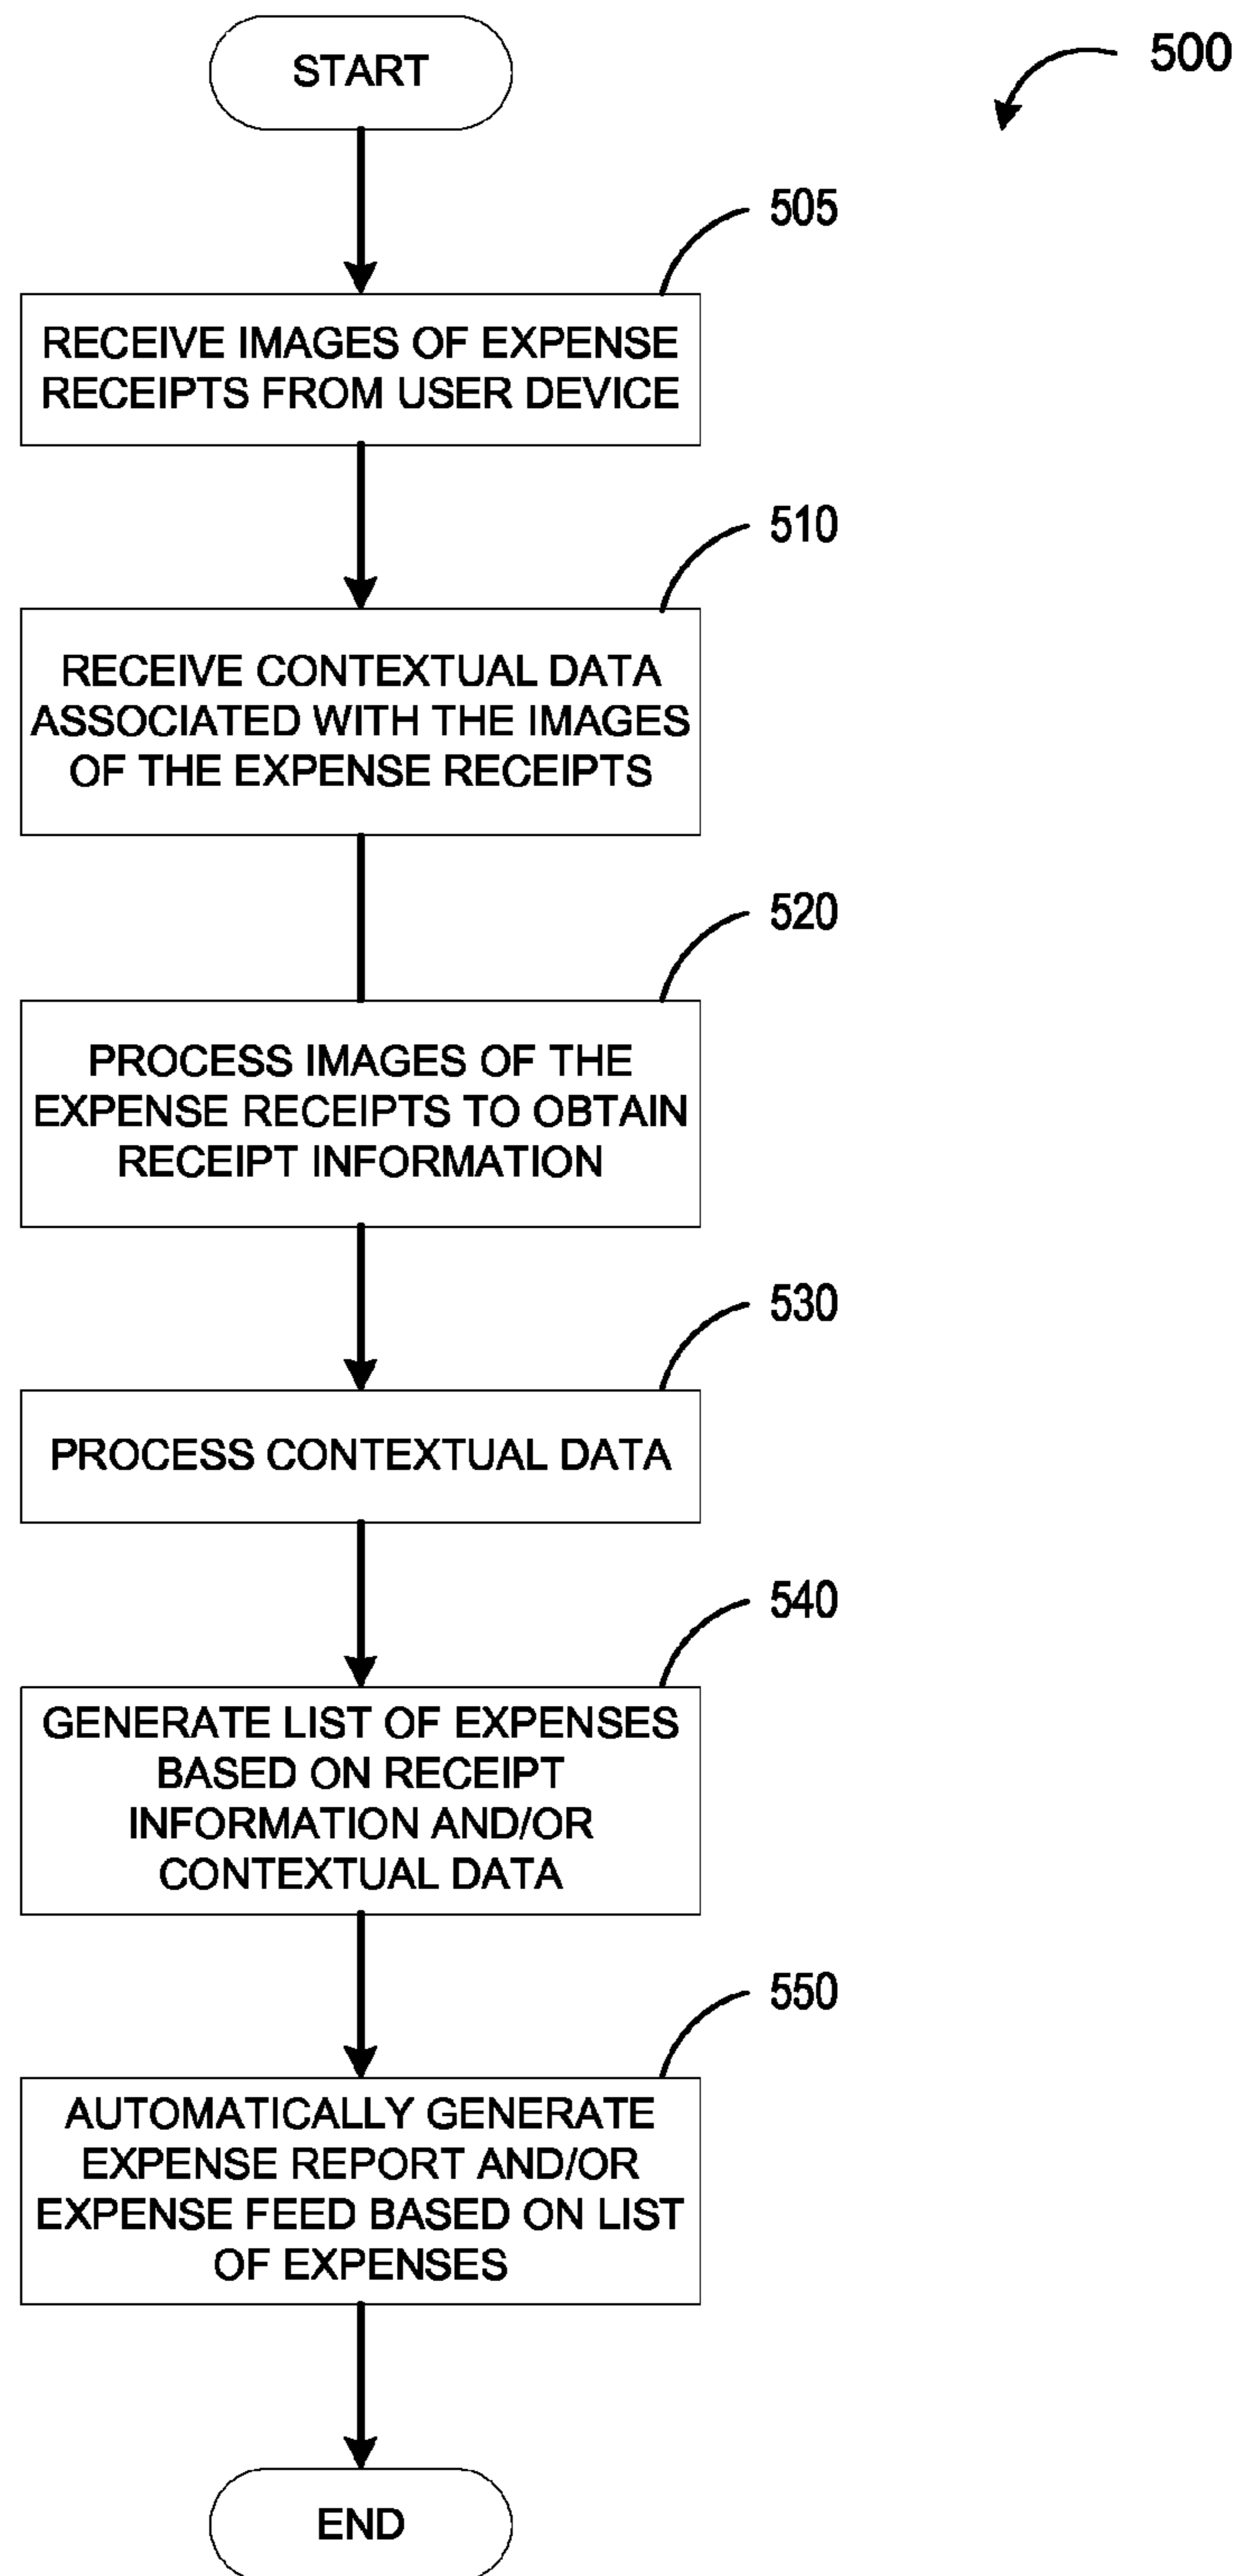 START
500
505
RECEIVE IMAGES OF EXPENSE
RECEIPTS FROM USER DEVICE
510
RECEIVE CONTEXTUAL DATA
ASSOCIATED WITH THE IMAGES
OF THE EXPENSE RECEIPTS
520
PROCESS IMAGES OF THE
EXPENSE RECEIPTS TO OBTAIN
RECEIPT INFORMATION
530
PROCESS CONTEXTUAL DATA
540
GENERATE LIST OF EXPENSES
BASED ON RECEIPT
INFORMATION AND/OR
CONTEXTUAL DATA
550
AUTOMATICALLY GENERATE
EXPENSE REPORT AND/OR
EXPENSE FEED BASED ON LIST
OF EXPENSES
END